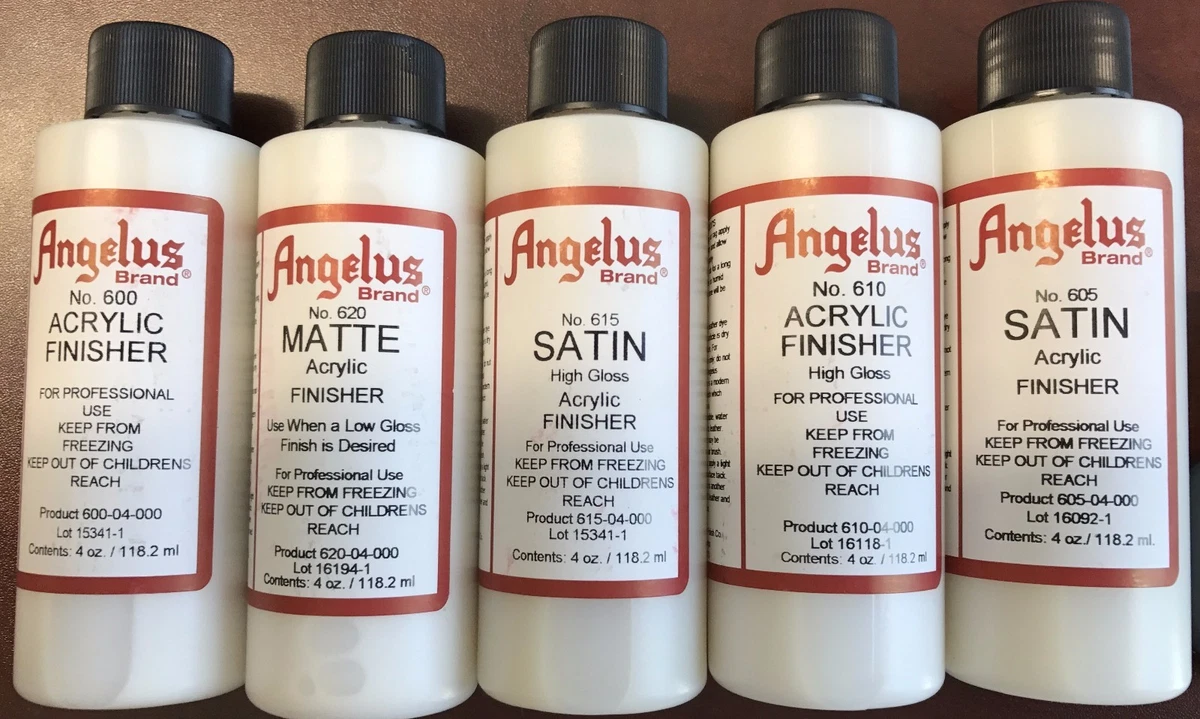 Angelus
Brand®
No. 600
ACRYLIC
FINISHER
FOR PROFESSIONAL
USE
KEEP FROM
FREEZING
KEEP OUT OF CHILDRENS
REACH
Product 600-04-000
Lot 15341-1
Contents: 4 oz. / 118.2 ml
Angelus
Brand®
No. 620
MATTE
Acrylic
FINISHER
Use When a Low Gloss
Finish is Desired
For Professional Use
KEEP FROM FREEZING
KEEP OUT OF CHILDRENS
REACH
Product 620-04-000
Lot 16194-1
Contents: 4 oz. / 118.2 ml
Angelus
Brand®
No. 615
SATIN
High Gloss
Acrylic
FINISHER
For Professional Use
KEEP FROM FREEZING
KEEP OUT OF CHILDRENS
REACH
Product 615-04-000
Lot 15341-1
Contents: 4 oz. / 118.2 ml
Angelus
Brand®
No. 610
ACRYLIC
FINISHER
High Gloss
FOR PROFESSIONAL
USE
KEEP FROM
FREEZING
KEEP OUT OF CHILDRENS
REACH
Product 610-04-000
Lot 16118-1
Contents: 4 oz. / 118.2 ml
Angelus
Brand®
No. 605
SATIN
Acrylic
FINISHER
For Professional Use
KEEP FROM FREEZING
KEEP OUT OF CHILDRENS
REACH
Product 605-04-000
Lot 16092-1
Contents: 4 oz. / 118.2 ml.